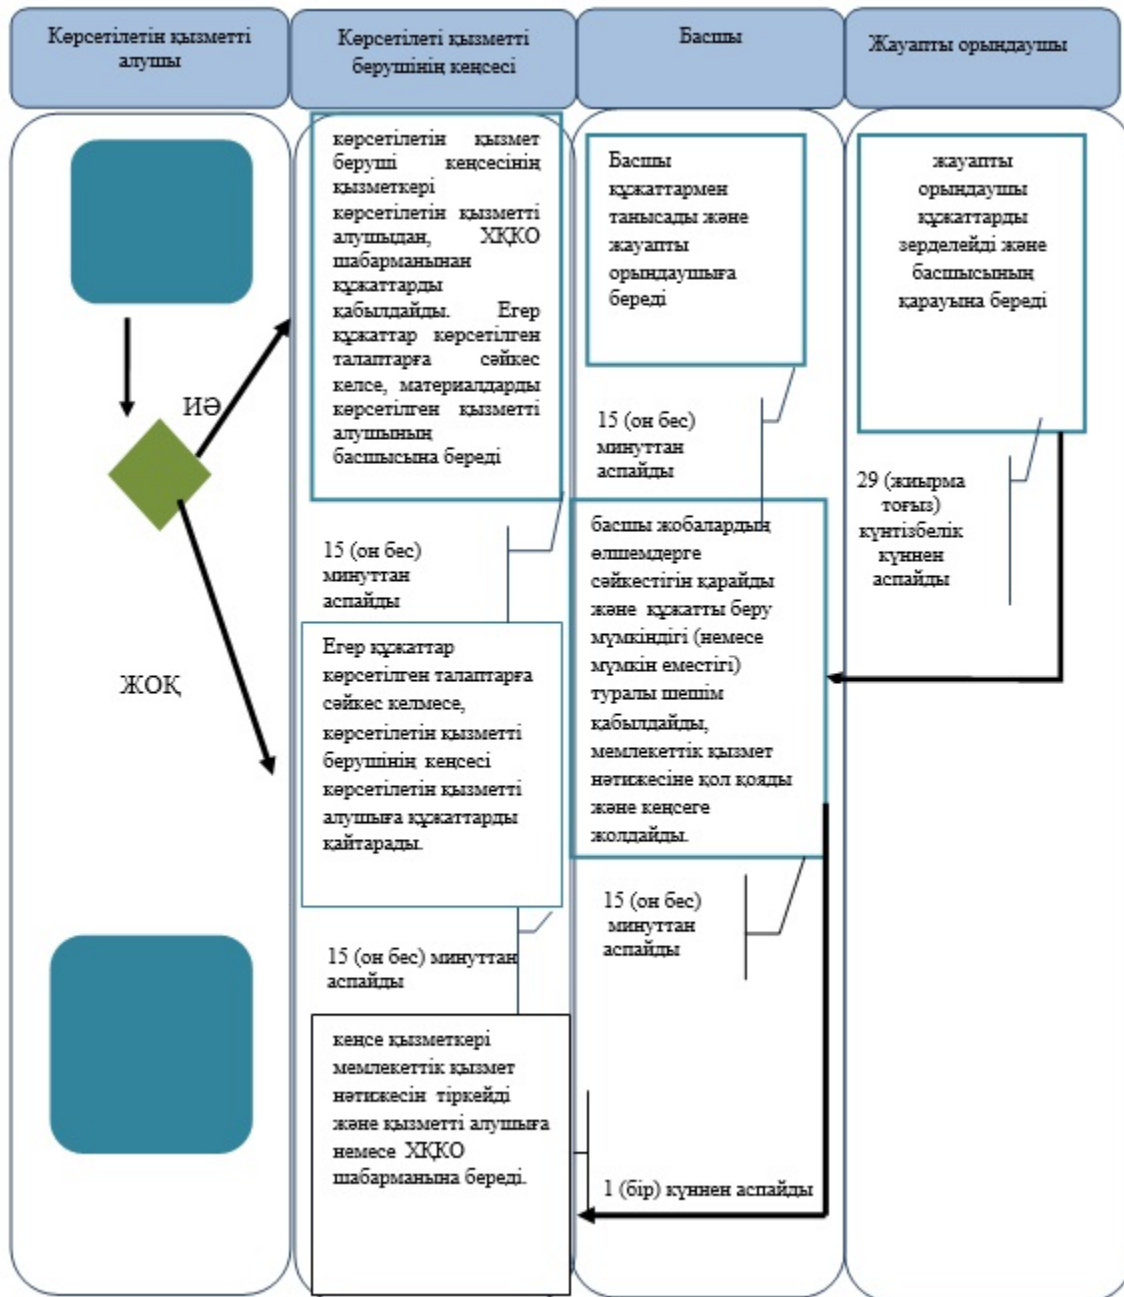 Көрсетілетін қызметті
алушы
Көрсетілеті қызметті
берушінің кеңсесі
Басшы
Жауапты орындаушы
ИӘ
ЖОҚ
көрсетілетін қызмет
беруші кеңсесінің
қызметкері
көрсетілетін қызметті
алушыдан, ХҚКО
шабарманынан
құжаттарды
қабылдайды. Егер
құжаттар көрсетілген
талаптарға сәйкес
келсе, материалдарды
көрсетілген қызметті
алушының
басшысына береді
15 (он бес)
минуттан
аспайды
Егер құжаттар
көрсетілген талаптарға
сәйкес келмесе,
көрсетілетін қызметті
берушінің кеңсесі
көрсетілетін қызметті
алушыға құжаттарды
қайтарады.
15 (он бес) минуттан
аспайды
кеңсе қызметкері
мемлекеттік қызмет
нәтижесін тіркейді
және қызметті алушыға
немесе ХҚКО
шабарманына береді.
Басшы
құжаттармен
танысады және
жауапты
орындаушыға
береді
15 (он бес)
минуттан
аспайды
басшы жобалардың
өлшемдерге
сәйкестігін қарайды
және құжатты беру
мүмкіндігі (немесе
мүмкін еместігі)
туралы шешім
қабылдайды,
мемлекеттік қызмет
нәтижесіне қол қояды
және кеңсеге
жолдайды.
15 (он бес)
минуттан
аспайды
1 (бір) күннен аспайды
жауапты
орындаушы
құжаттарды
зерделейді және
басшысының
қарауына береді
29 (жиырма
тоғыз)
күнтізбелік
күннен
аспайды